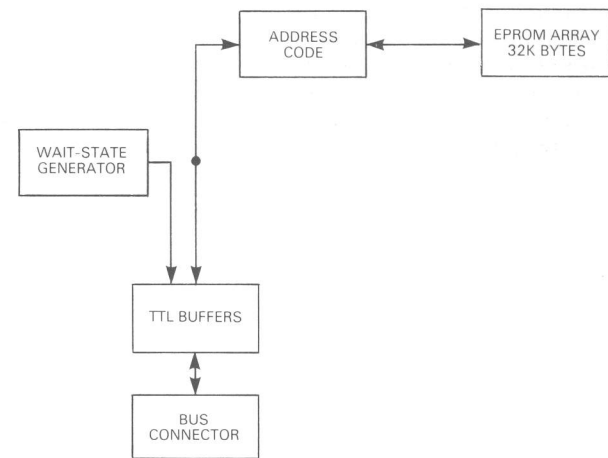 ADDRESS
CODE
EPROM ARRAY
32K BYTES
WAIT-STATE
GENERATOR
TTL BUFFERS
BUS
CONNECTOR